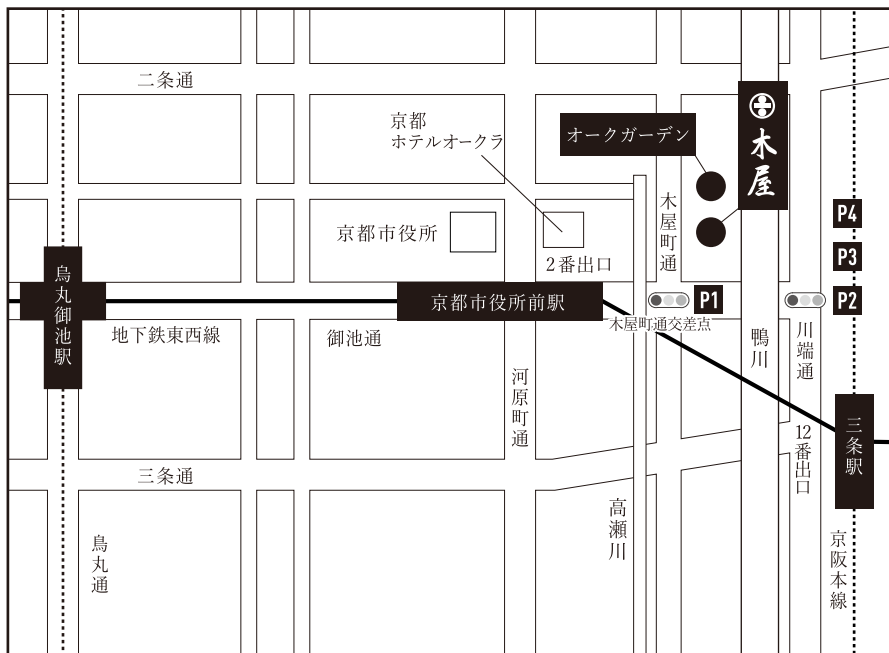 二条通
京都
ホテルオークラ
オークガーデン
木屋
木屋町通
京都市役所
2番出口
P4
P3
P2
P1
烏丸御池駅
京都市役所前駅
木屋町通交差点
地下鉄東西線
御池通
河原町通
鴨川
川端通
三条駅
12番出口
三条通
高瀬川
烏丸通
京阪本線